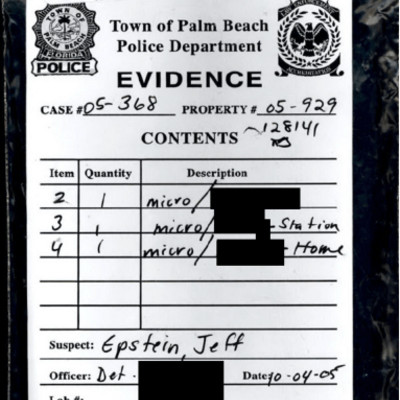 TOWN OF PALM BEACH
FLORIDA
POLICE
Town of Palm Beach
Police Department
EVIDENCE
CASE #05-368 PROPERTY # 05-929
CONTENTS ~128141
Item Quantity Description
2 1 micro/
3 1 micro/ - Station
4 1 micro/ - Home
Suspect: Epstein, Jeff
Officer: Det. Date: 10-04-05
Lab #: